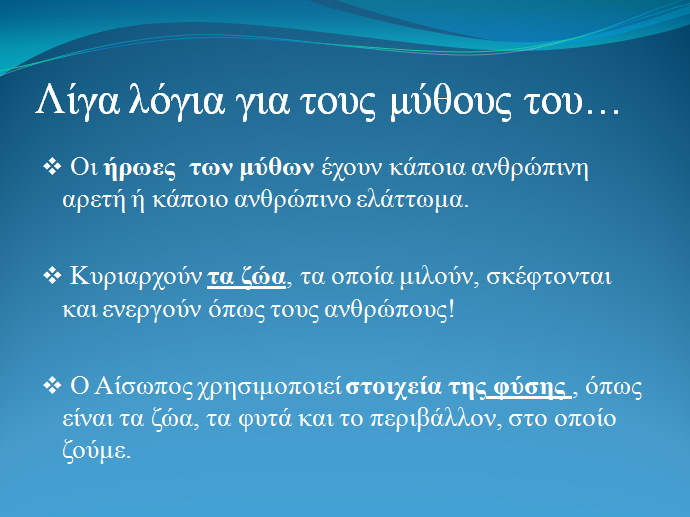 Λίγα λόγια για τους μύθους του…
❖ Οι ήρωες των μύθων έχουν κάποια ανθρώπινη
αρετή ή κάποιο ανθρώπινο ελάττωμα.
❖ Κυριαρχούν τα ζώα, τα οποία μιλούν, σκέφτονται
και ενεργούν όπως τους ανθρώπους!
❖ Ο Αίσωπος χρησιμοποιεί στοιχεία της φύσης , όπως
είναι τα ζώα, τα φυτά και το περιβάλλον, στο οποίο
ζούμε.